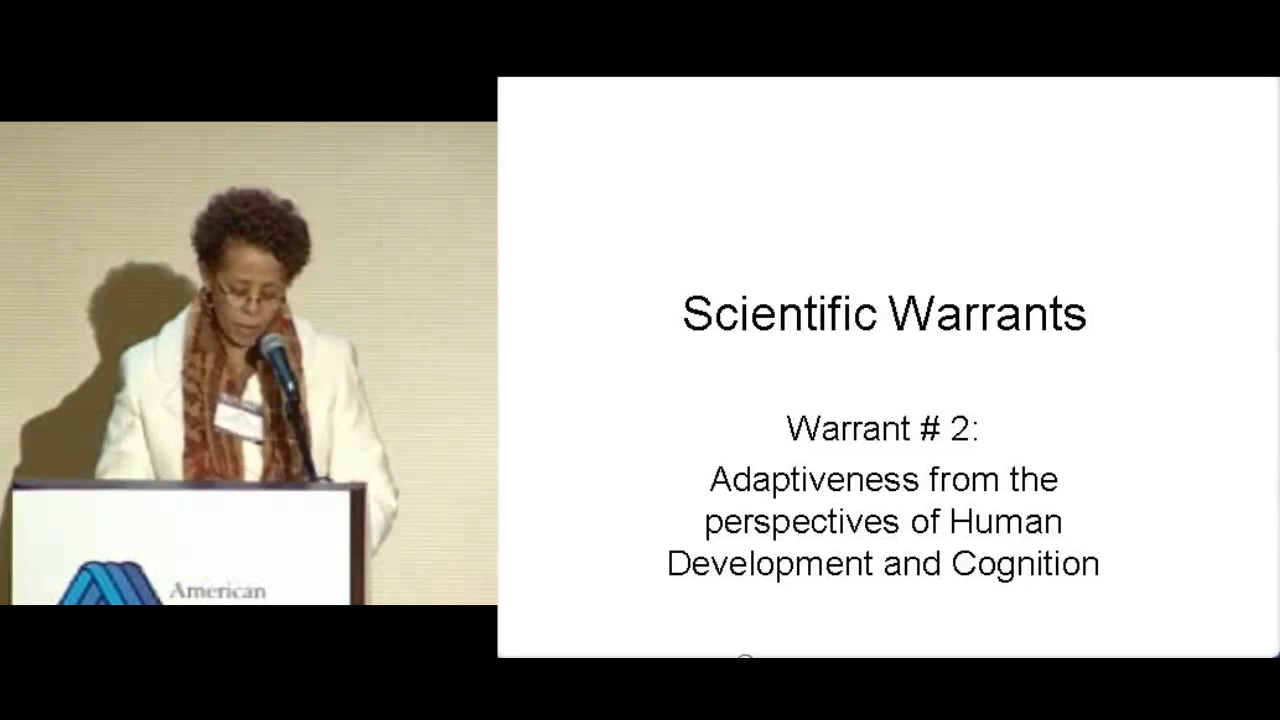 American
Scientific Warrants
Warrant # 2:
Adaptiveness from the
perspectives of Human
Development and Cognition